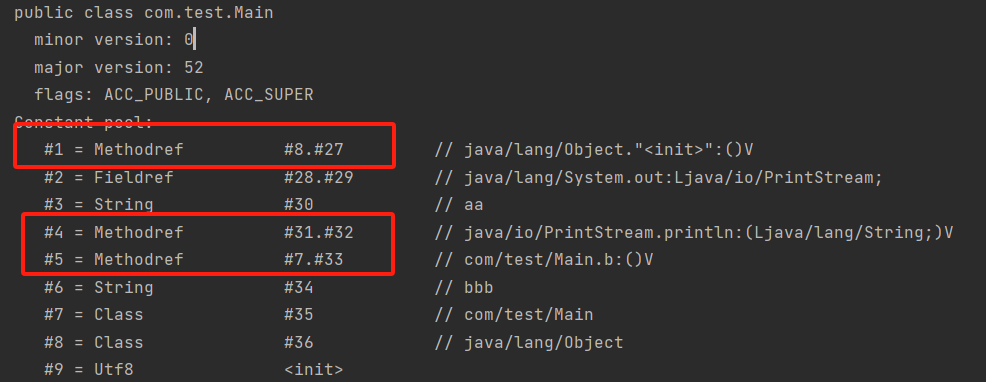 public class com.test.Main
minor version: 0
major version: 52
flags: ACC_PUBLIC, ACC_SUPER
Constant pool:
#1 = Methodref #8.#27 // java/lang/Object."<init>":()V
#2 = Fieldref #28.#29 // java/lang/System.out:Ljava/io/PrintStream;
#3 = String #30 // aa
#4 = Methodref #31.#32 // java/io/PrintStream.println:(Ljava/lang/String;)V
#5 = Methodref #7.#33 // com/test/Main.b:()V
#6 = String #34 // bbb
#7 = Class #35 // com/test/Main
#8 = Class #36 // java/lang/Object
#9 = Utf8 <init>